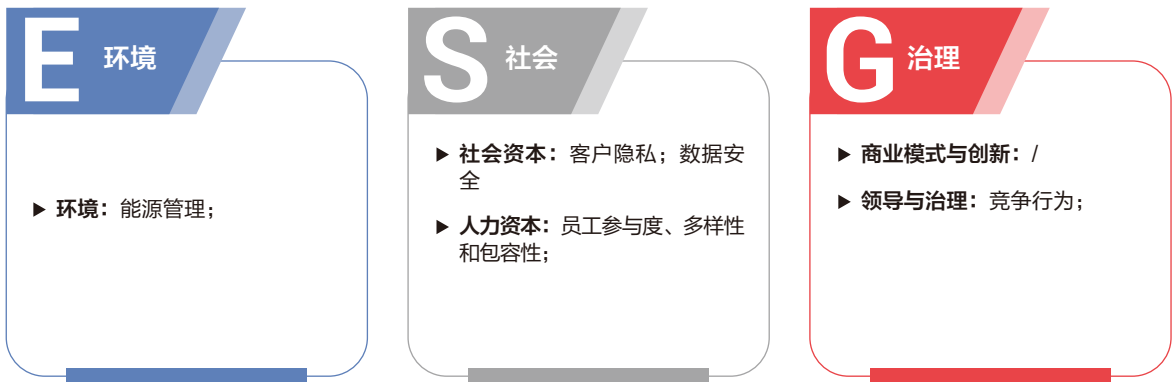 E 环境
▶ 环境：能源管理；
S 社会
▶ 社会资本：客户隐私；数据安
全
▶ 人力资本：员工参与度、多样性
和包容性；
G 治理
▶ 商业模式与创新：/
▶ 领导与治理：竞争行为；